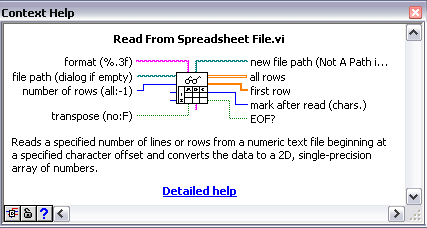 Context Help
Read From Spreadsheet File.vi
format (%.3f)
new file path (Not A Path i...
file path (dialog if empty)
all rows
number of rows (all:-1)
first row
mark after read (chars.)
transpose (no:F)
EOF?
Reads a specified number of lines or rows from a numeric text file beginning at
a specified character offset and converts the data to a 2D, single-precision
array of numbers.
Detailed help
?